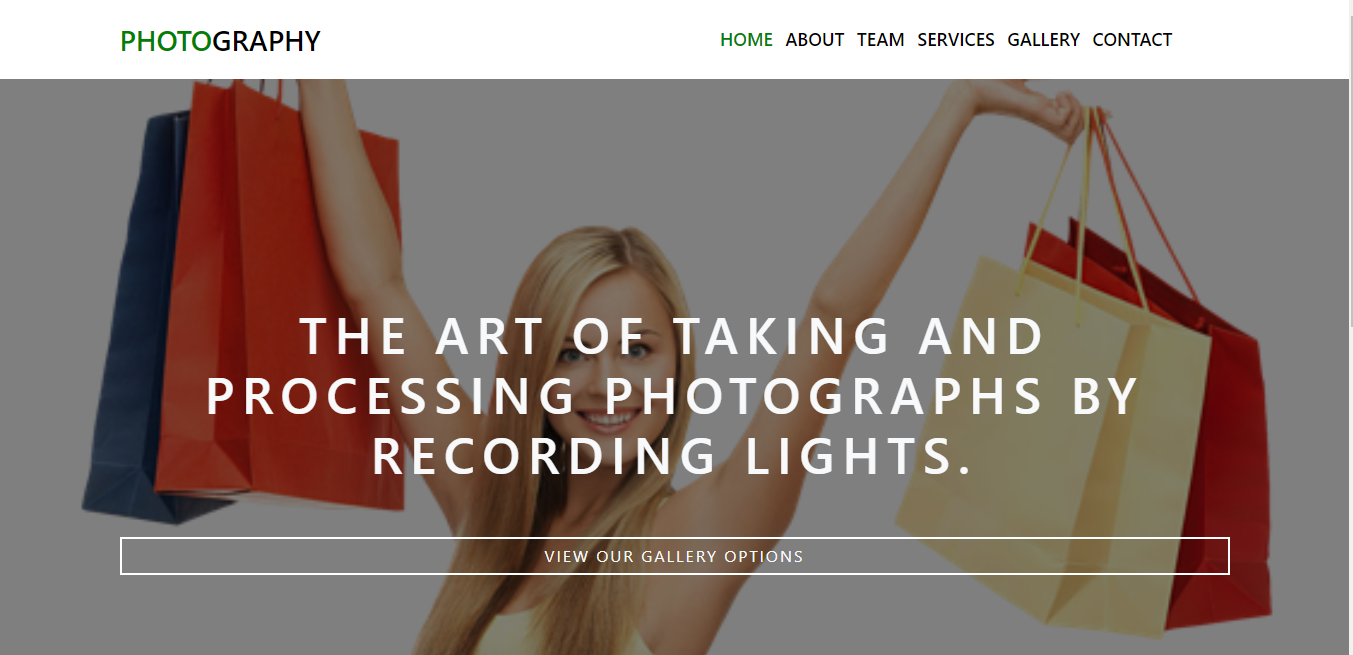 PHOTOGRAPHY
HOME ABOUT TEAM SERVICES GALLERY CONTACT
THE ART OF TAKING AND
PROCESSING PHOTOGRAPHS BY
RECORDING LIGHTS.
VIEW OUR GALLERY OPTIONS